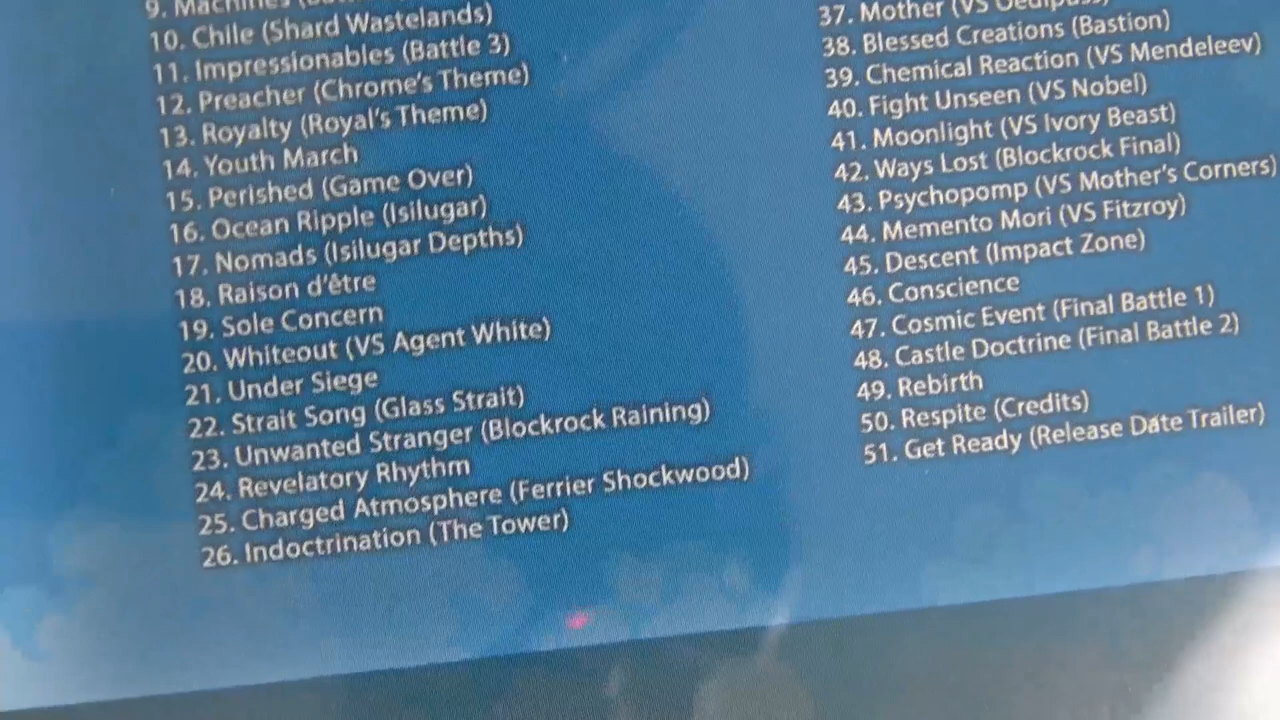 9. Machines
10. Chile (Shard Wastelands)
11. Impressionables (Battle 3)
12. Preacher (Chrome's Theme)
13. Royalty (Royal's Theme)
14. Youth March
15. Perished (Game Over)
16. Ocean Ripple (Isilugar)
17. Nomads (Isilugar Depths)
18. Raison d'être
19. Sole Concern
20. Whiteout (VS Agent White)
21. Under Siege
22. Strait Song (Glass Strait)
23. Unwanted Stranger (Blockrock Raining)
24. Revelatory Rhythm
25. Charged Atmosphere (Ferrier Shockwood)
26. Indoctrination (The Tower)
37. Mother (VS Oedipuss)
38. Blessed Creations (Bastion)
39. Chemical Reaction (VS Mendeleev)
40. Fight Unseen (VS Nobel)
41. Moonlight (VS Ivory Beast)
42. Ways Lost (Blockrock Final)
43. Psychopomp (VS Mother's Corners)
44. Memento Mori (VS Fitzroy)
45. Descent (Impact Zone)
46. Conscience
47. Cosmic Event (Final Battle 1)
48. Castle Doctrine (Final Battle 2)
49. Rebirth
50. Respite (Credits)
51. Get Ready (Release Date Trailer)